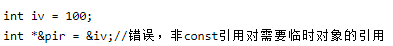 int iv = 100;
int *&pir = &iv;//错误，非const引用对需要临时对象的引用